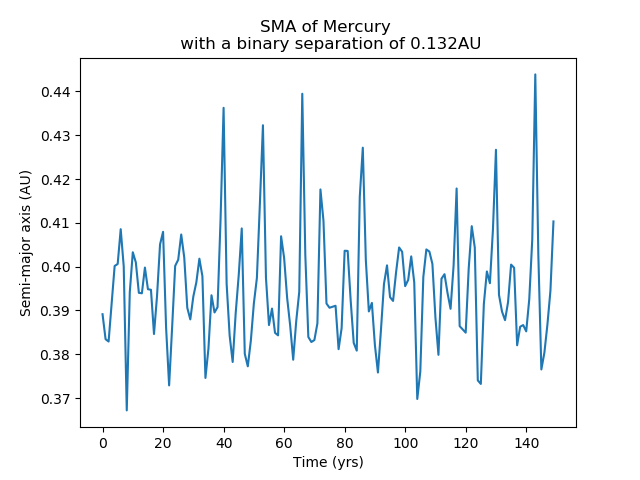 SMA of Mercury
with a binary separation of 0.132AU
0.44
0.43
0.42
0.41
0.40
0.39
0.38
0.37
Semi-major axis (AU)
0 20 40 60 80 100 120 140
Time (yrs)